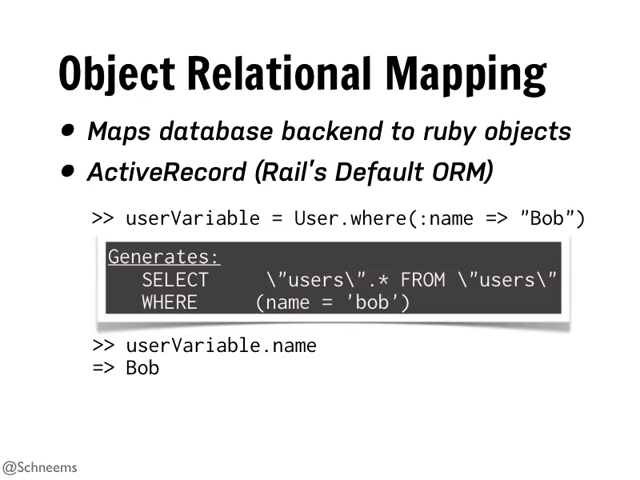 Object Relational Mapping
• Maps database backend to ruby objects
• ActiveRecord (Rail's Default ORM)
>> userVariable = User.where(:name => "Bob")
Generates:
SELECT \"users\".* FROM \"users\"
WHERE (name = 'bob')
>> userVariable.name
=> Bob
@Schneems